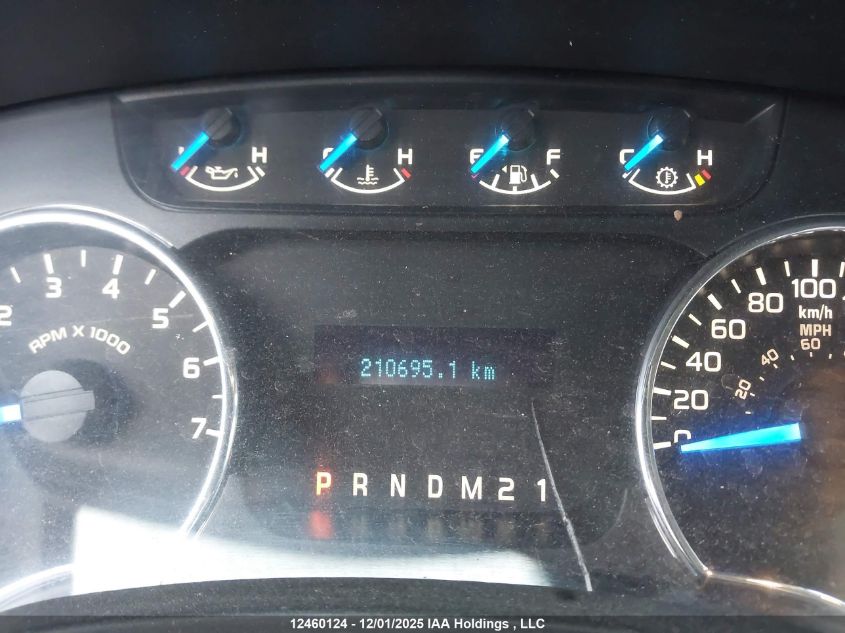 H
H
E F
C H
2 3 4 5 6 7
RPM X 1000
210695.1 km
P R N D M 2 1
0 20 40 60 80 100
km/h
MPH
20 40 60
12460124 - 12/01/2025 IAA Holdings , LLC